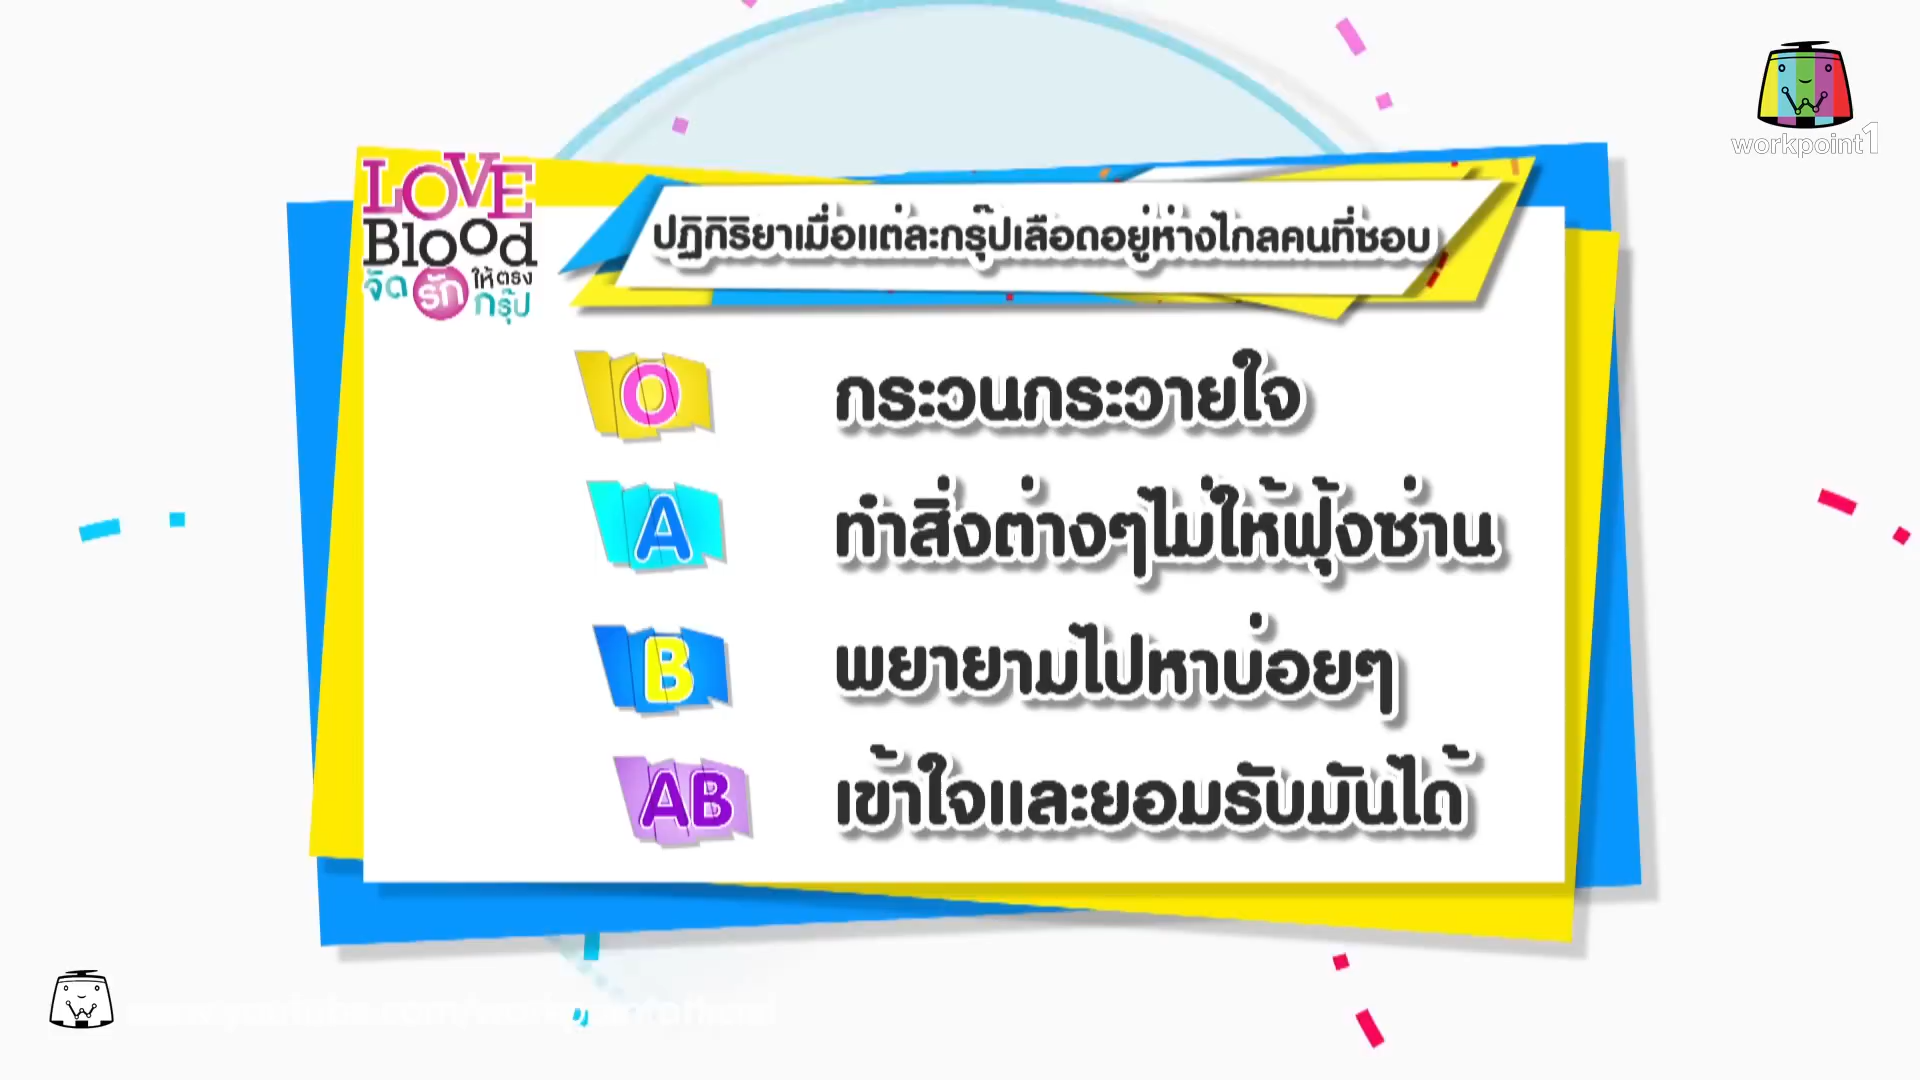 workpoint1
LOVE
Blood
จัดรักให้ตรงกรุ๊ป
ปฏิกิริยาเมื่อแต่ละกรุ๊ปเลือดอยู่ห่างไกลคนที่ชอบ
O กระวนกระวายใจ
A ทำสิ่งต่างๆไม่ให้ฟุ้งซ่าน
B พยายามไปหาบ่อยๆ
AB เข้าใจและยอมรับมันได้